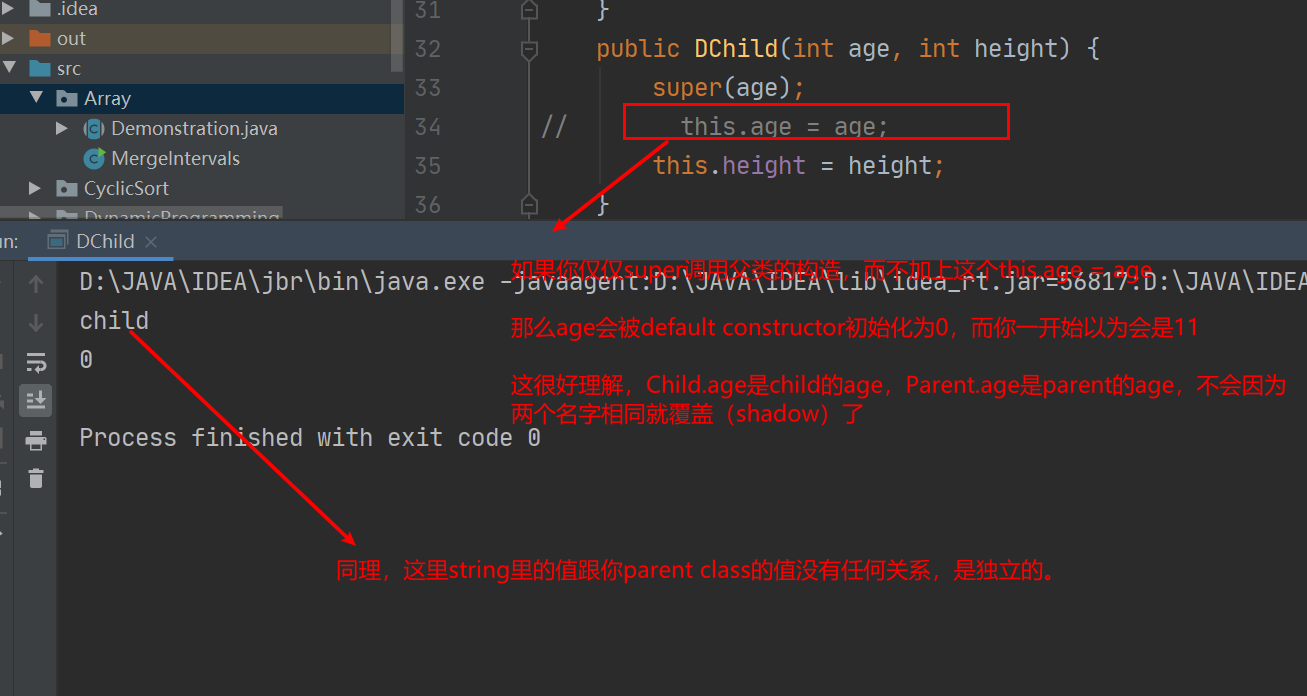 .idea
out
src
Array
Demonstration.java
MergeIntervals
CyclicSort
DynamicProgramming
31 }
32 public DChild(int age, int height) {
33 super(age);
34 // this.age = age;
35 this.height = height;
36 }
un: DChild
D:\JAVA\IDEA\jbr\bin\java.exe -javaagent:D:\JAVA\IDEA\lib\idea_rt.jar=56817:D:\JAVA\IDEA
如果你仅仅super调用父类的构造，而不加上这个this.age = age
child
那么age会被default constructor初始化为0，而你一开始以为会是11
0
这很好理解，Child.age是child的age，Parent.age是parent的age，不会因为
两个名字相同就覆盖（shadow）了
Process finished with exit code 0
同理，这里string里的值跟你parent class的值没有任何关系，是独立的。